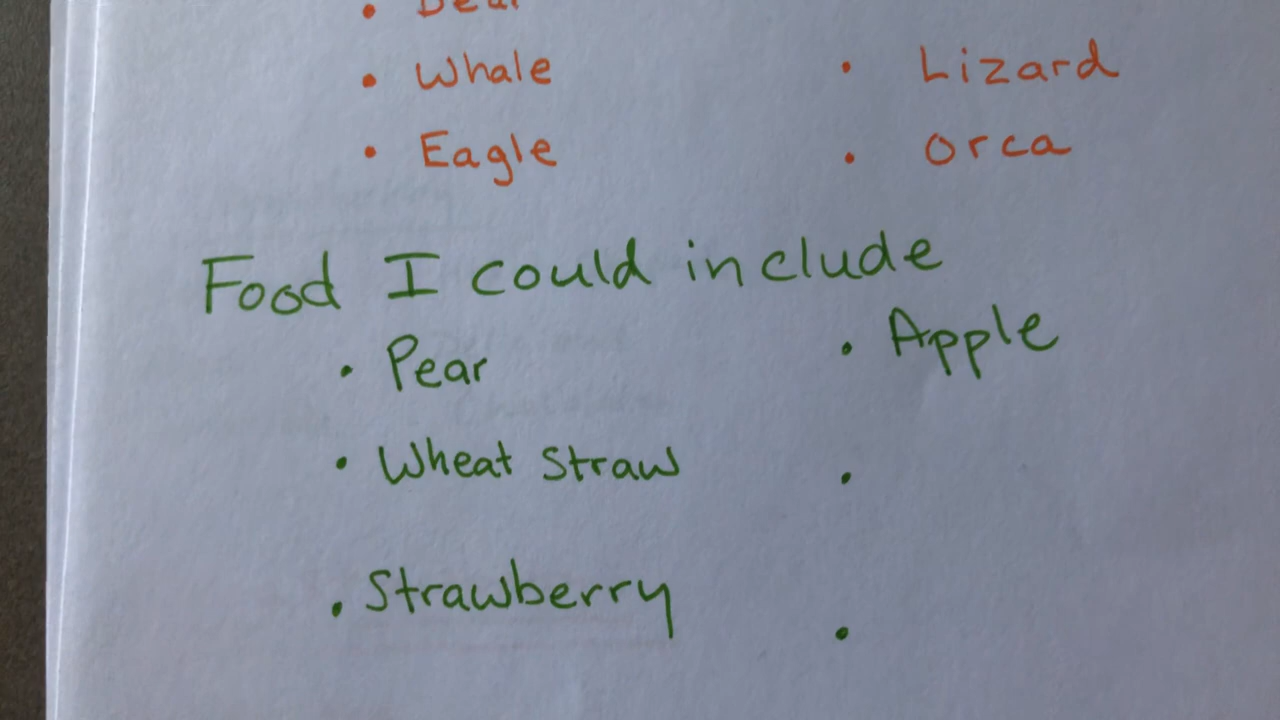 • Whale • Lizard
• Eagle • Orca
Food I could include
• Pear • Apple
• Wheat Straw •
• Strawberry •